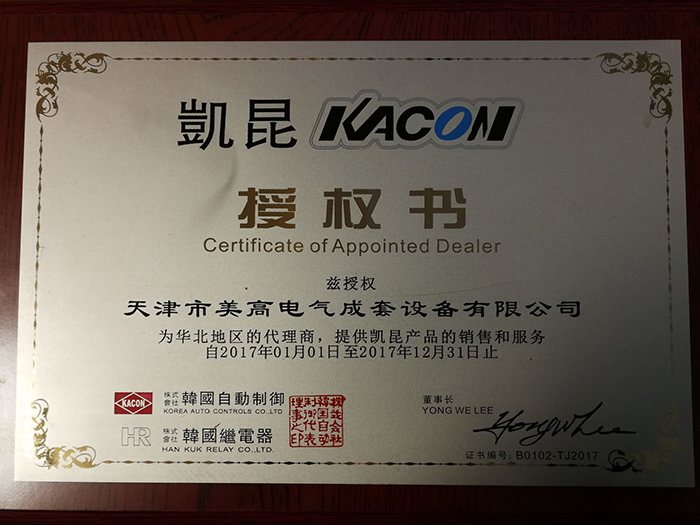 凱昆 KACON
授权书
Certificate of Appointed Dealer
兹授权
天津市美高电气成套设备有限公司
为华北地区的代理商，提供凯昆产品的销售和服务
自2017年01月01日至2017年12月31日止
KACON 株式會社 韓國自動制御
KOREA AUTO CONTROLS CO.,LTD.
HR 株式會社 韓國繼電器
HAN KUK RELAY CO.,LTD.
董事长
YONG WE LEE
证书编号: B0102-TJ2017